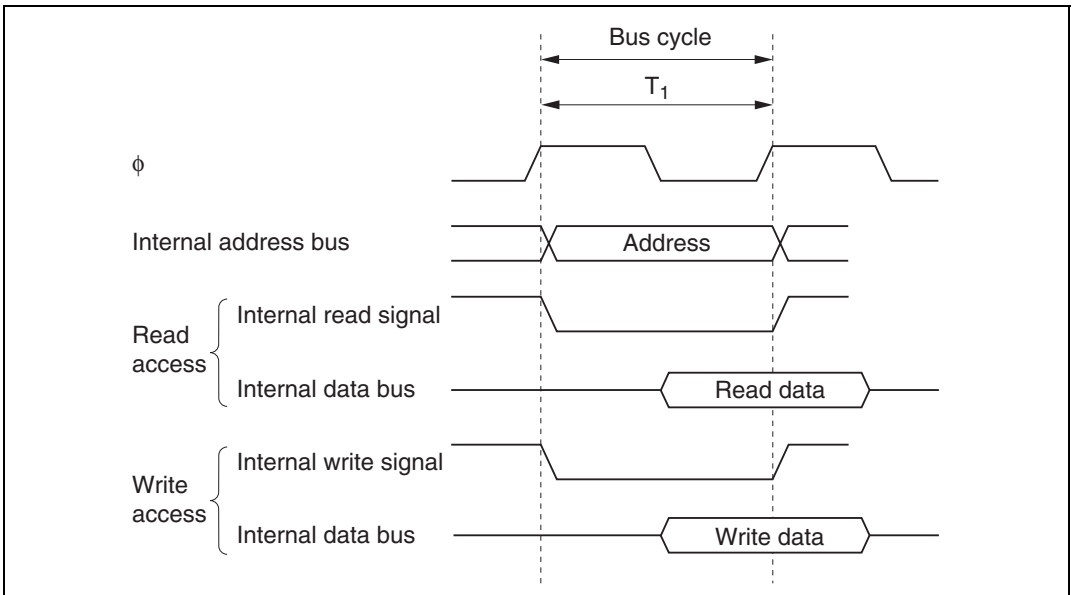 Bus cycle
T₁
ϕ
Internal address bus
Address
Read access
Internal read signal
Internal data bus
Read data
Write access
Internal write signal
Internal data bus
Write data